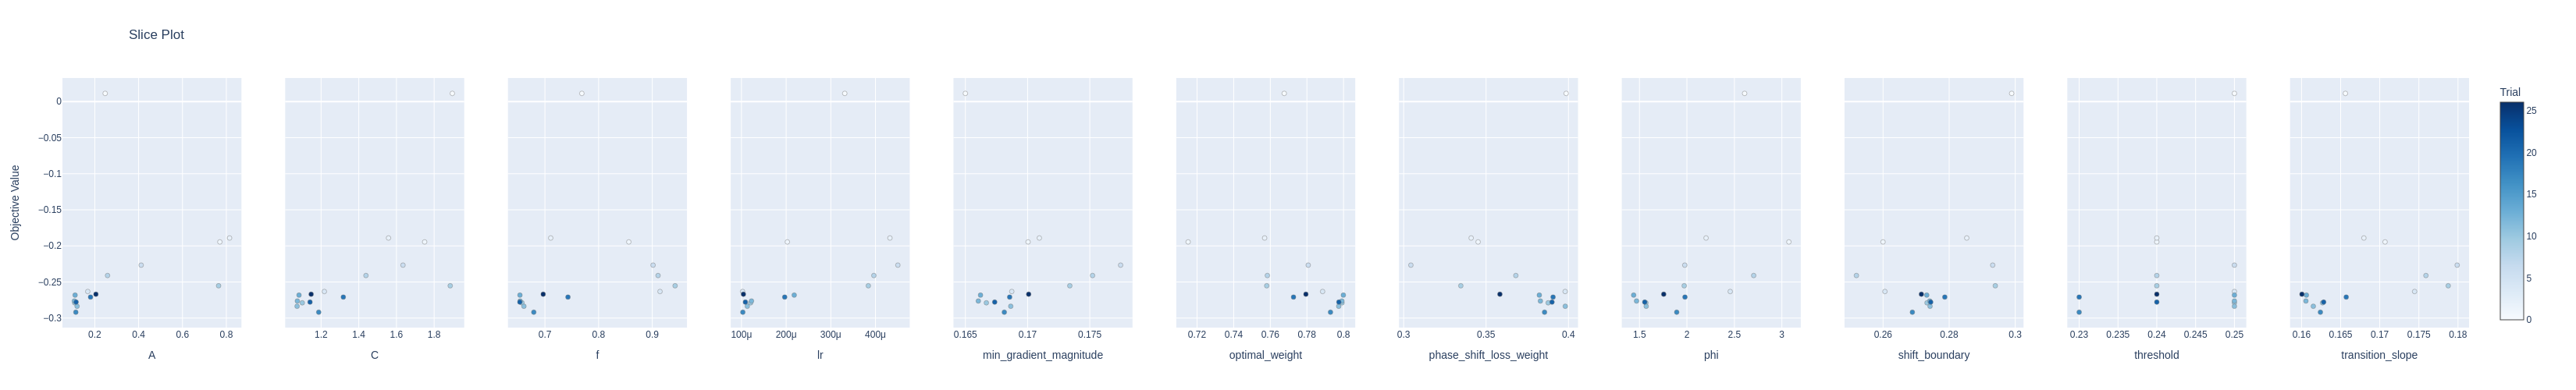 Slice Plot
Trial
Objective Value
0
−0.05
−0.1
−0.15
−0.2
−0.25
−0.3
0.2 0.4 0.6 0.8
1.2 1.4 1.6 1.8
0.7 0.8 0.9
100μ 200μ 300μ 400μ
0.165 0.17 0.175
0.72 0.74 0.76 0.78 0.8
0.3 0.35 0.4
1.5 2 2.5 3
0.26 0.28 0.3
0.23 0.235 0.24 0.245 0.25
0.16 0.165 0.17 0.175 0.18
A
C
f
lr
min_gradient_magnitude
optimal_weight
phase_shift_loss_weight
phi
shift_boundary
threshold
transition_slope
25
20
15
10
5
0